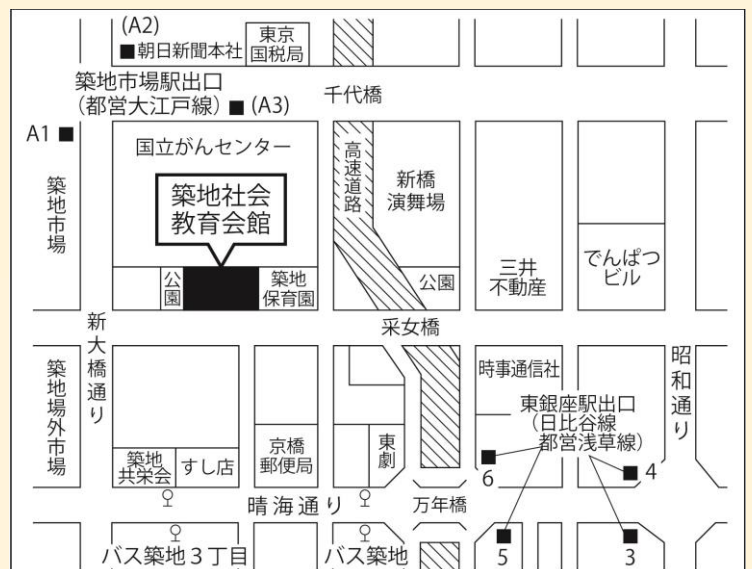 (A2)
■朝日新聞本社
東京
国税局
築地市場駅出口
(都営大江戸線)■(A3)
千代橋
A1■
国立がんセンター
築地社会
教育会館
築地市場
高速道路
新橋
演舞場
公園
築地
保育園
公園
三井
不動産
でんぱつ
ビル
新大橋通り
采女橋
築地場外市場
時事通信社
昭和通り
東銀座駅出口
(日比谷線
都営浅草線)
築地
共栄会
すし店
京橋
郵便局
東劇
6
4
晴海通り
万年橋
バス築地3丁目
バス築地
5
3